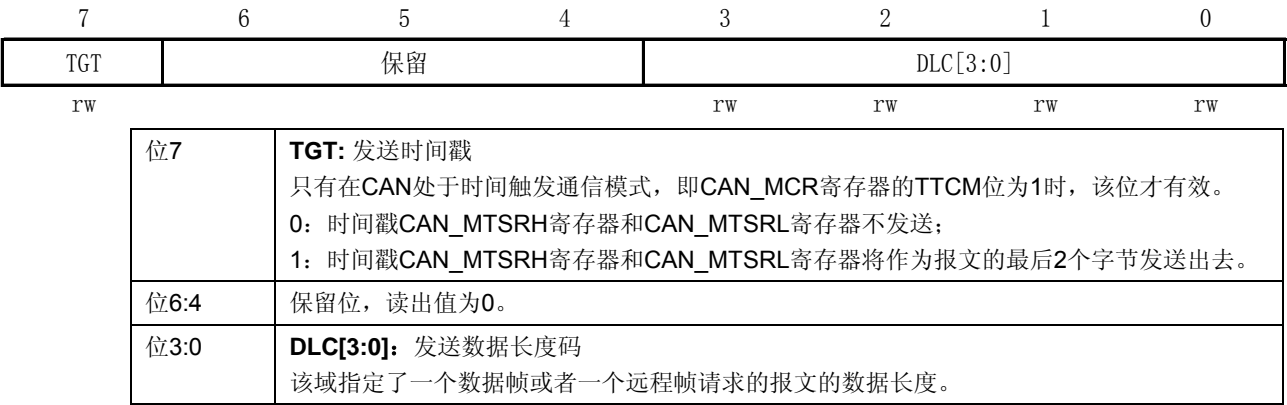 7 6 5 4 3 2 1 0
TGT 保留 DLC[3:0]
rw rw rw rw rw
位7 TGT: 发送时间戳
只有在CAN处于时间触发通信模式，即CAN_MCR寄存器的TTCM位为1时，该位才有效。
0：时间戳CAN_MTSRH寄存器和CAN_MTSRL寄存器不发送；
1：时间戳CAN_MTSRH寄存器和CAN_MTSRL寄存器将作为报文的最后2个字节发送出去。
位6:4 保留位，读出值为0。
位3:0 DLC[3:0]：发送数据长度码
该域指定了一个数据帧或者一个远程帧请求的报文的数据长度。